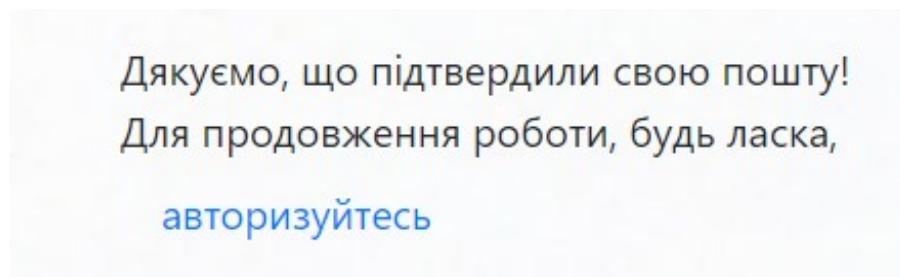 Дякуємо, що підтвердили свою пошту!
Для продовження роботи, будь ласка,
авторизуйтесь